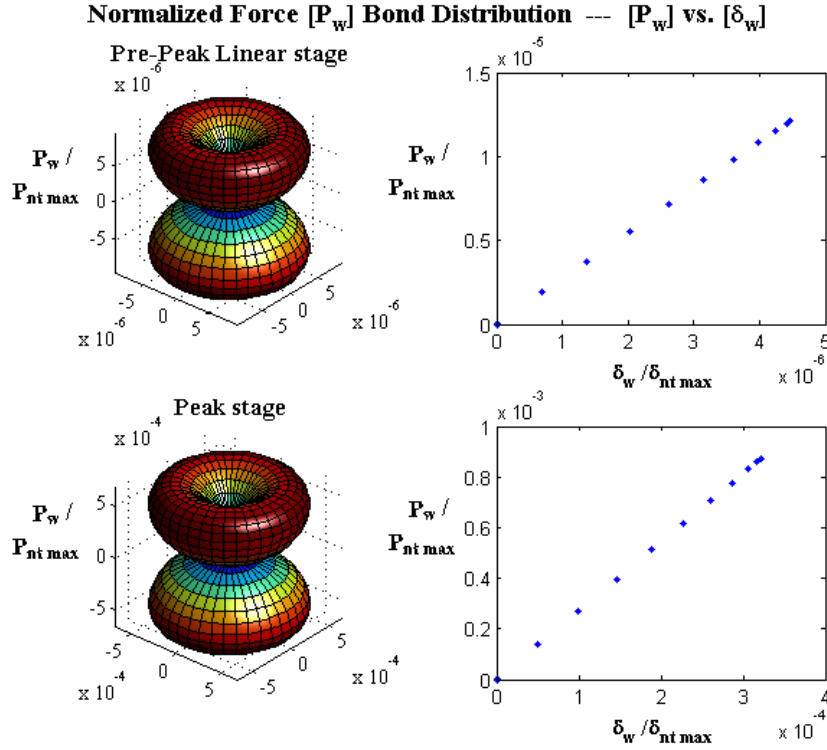 Normalized Force [Pw] Bond Distribution --- [Pw] vs. [δw]
Pre-Peak Linear stage
x 10-6
Pw /
Pnt max
5
0
-5
-5
0
5
x 10-6
-5
0
5
x 10-6
x 10-5
1.5
1
0.5
0
Pw /
Pnt max
0
1
2
3
4
5
δw /δnt max
x 10-6
Peak stage
x 10-4
Pw /
Pnt max
5
0
-5
-5
0
5
x 10-4
-5
0
5
x 10-4
x 10-3
1
0.8
0.6
0.4
0.2
0
Pw /
Pnt max
0
1
2
3
4
δw /δnt max
x 10-4